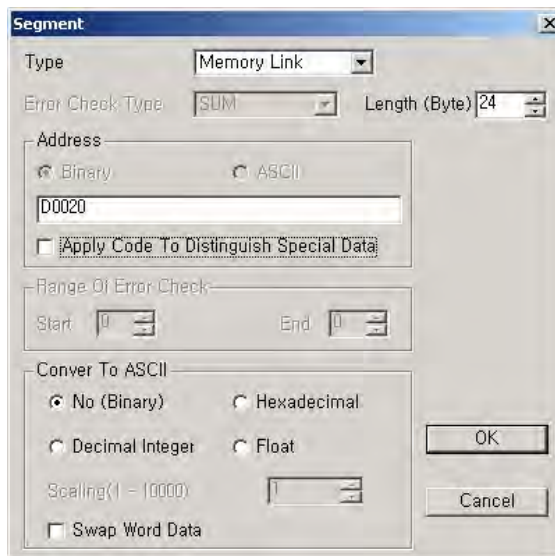 Segment
Type Memory Link
Error Check Type SUM Length (Byte) 24
Address
Binary ASCII
D0020
Apply Code To Distinguish Special Data
Range Of Error Check
Start 0 End 0
Conver To ASCII
No (Binary) Hexadecimal
Decimal Integer Float
OK
Scaling(1 - 10000) 1
Cancel
Swap Word Data